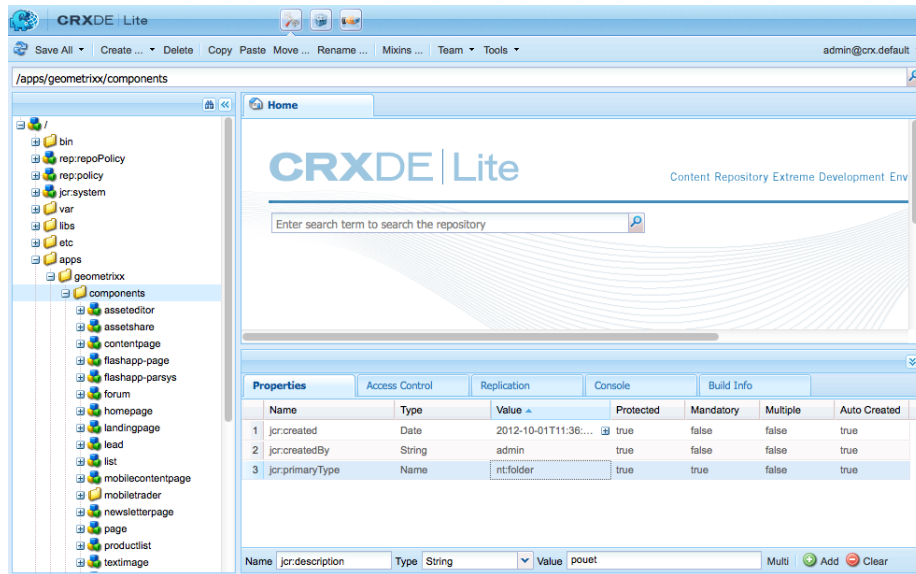 CRXDE | Lite
Save All Create ... Delete Copy Paste Move ... Rename ... Mixins ... Team Tools admin@crx.default
/apps/geometrixx/components
Home
/
bin
rep:repoPolicy
rep:policy
jcr:system
var
libs
etc
apps
geometrixx
components
asseteditor
assetshare
contentpage
flashapp-page
flashapp-parsys
forum
homepage
landingpage
lead
list
mobilecontentpage
mobiletrader
newsletterpage
page
productlist
textimage
CRXDE | Lite
Content Repository Extreme Development Env
Enter search term to search the repository
Properties Access Control Replication Console Build Info
Name Type Value Protected Mandatory Multiple Auto Created
1 jcr:created Date 2012-10-01T11:36:... true false false true
2 jcr:createdBy String admin true false false true
3 jcr:primaryType Name nt:folder true true false true
Name jcr:description Type String Value pouet Multi Add Clear